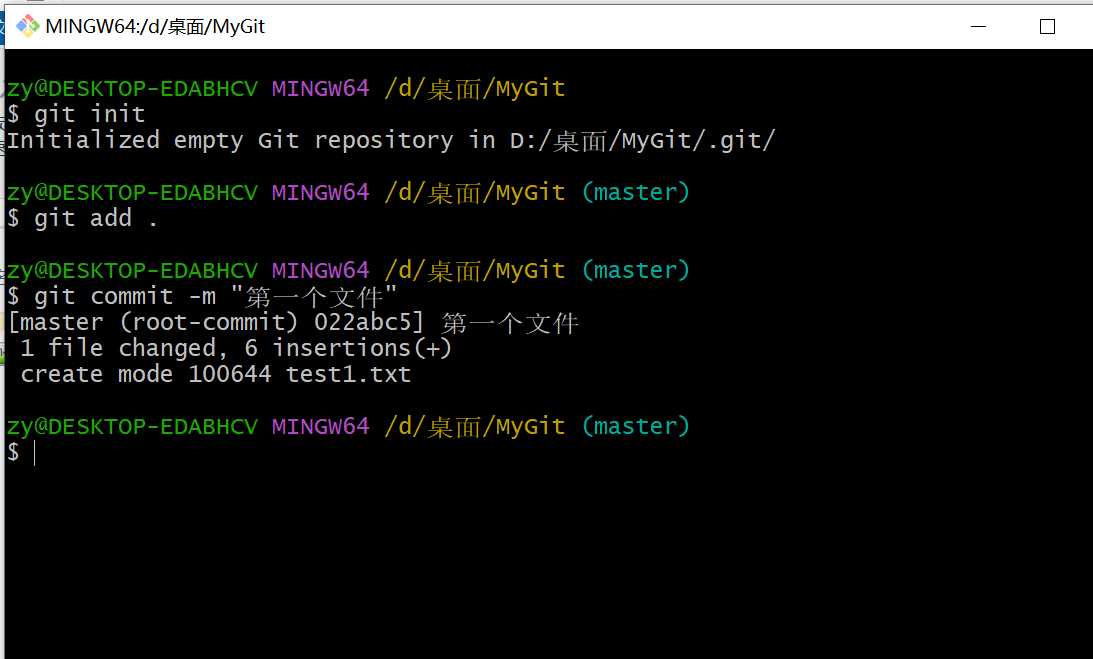 MINGW64:/d/桌面/MyGit
zy@DESKTOP-EDABHCV MINGW64 /d/桌面/MyGit
$ git init
Initialized empty Git repository in D:/桌面/MyGit/.git/
zy@DESKTOP-EDABHCV MINGW64 /d/桌面/MyGit (master)
$ git add .
zy@DESKTOP-EDABHCV MINGW64 /d/桌面/MyGit (master)
$ git commit -m "第一个文件"
[master (root-commit) 022abc5] 第一个文件
1 file changed, 6 insertions(+)
create mode 100644 test1.txt
zy@DESKTOP-EDABHCV MINGW64 /d/桌面/MyGit (master)
$